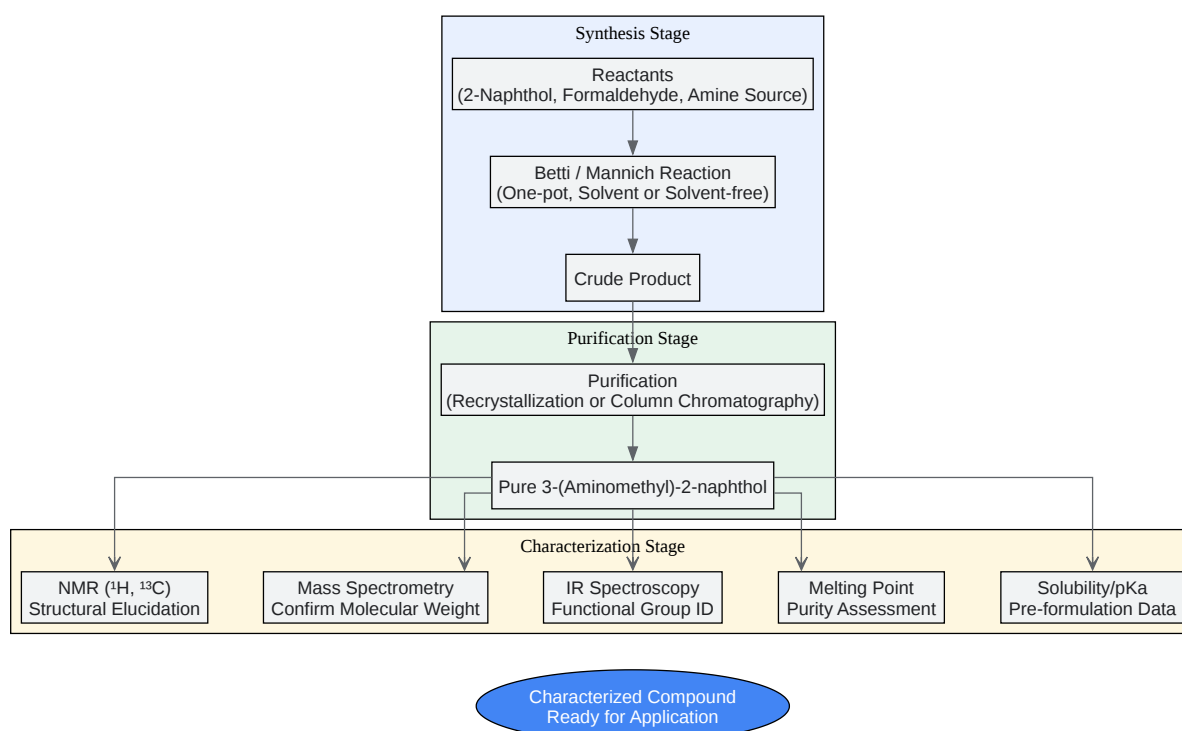 Synthesis Stage
Reactants
(2-Naphthol, Formaldehyde, Amine Source)
Betti / Mannich Reaction
(One-pot, Solvent or Solvent-free)
Crude Product
Purification Stage
Purification
(Recrystallization or Column Chromatography)
Pure 3-(Aminomethyl)-2-naphthol
Characterization Stage
NMR (¹H, ¹³C)
Structural Elucidation
Mass Spectrometry
Confirm Molecular Weight
IR Spectroscopy
Functional Group ID
Melting Point
Purity Assessment
Solubility/pKa
Pre-formulation Data
Characterized Compound
Ready for Application